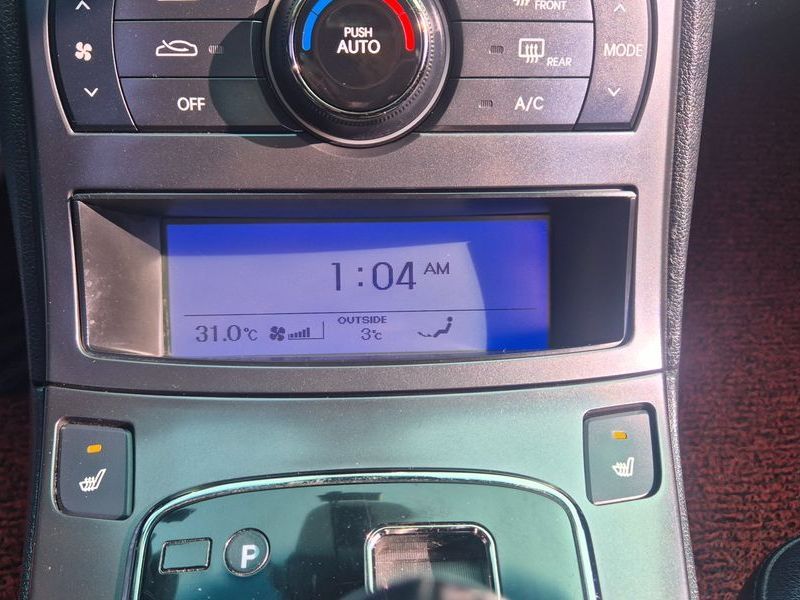 PUSH
AUTO
FRONT
REAR
MODE
OFF
A/C
1:04 AM
31.0°C
OUTSIDE
3°C
P